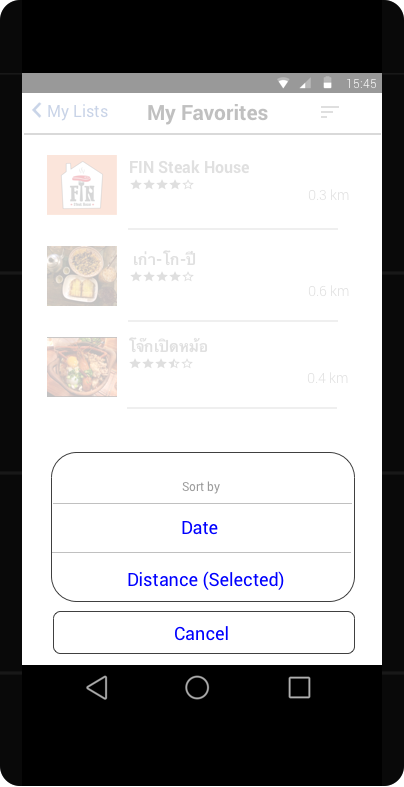 15:45
My Lists
My Favorites
FIN
FIN Steak House
0.3 km
เก่า-โก-ปี
0.6 km
โจ๊กเปิดหม้อ
0.4 km
Sort by
Date
Distance (Selected)
Cancel